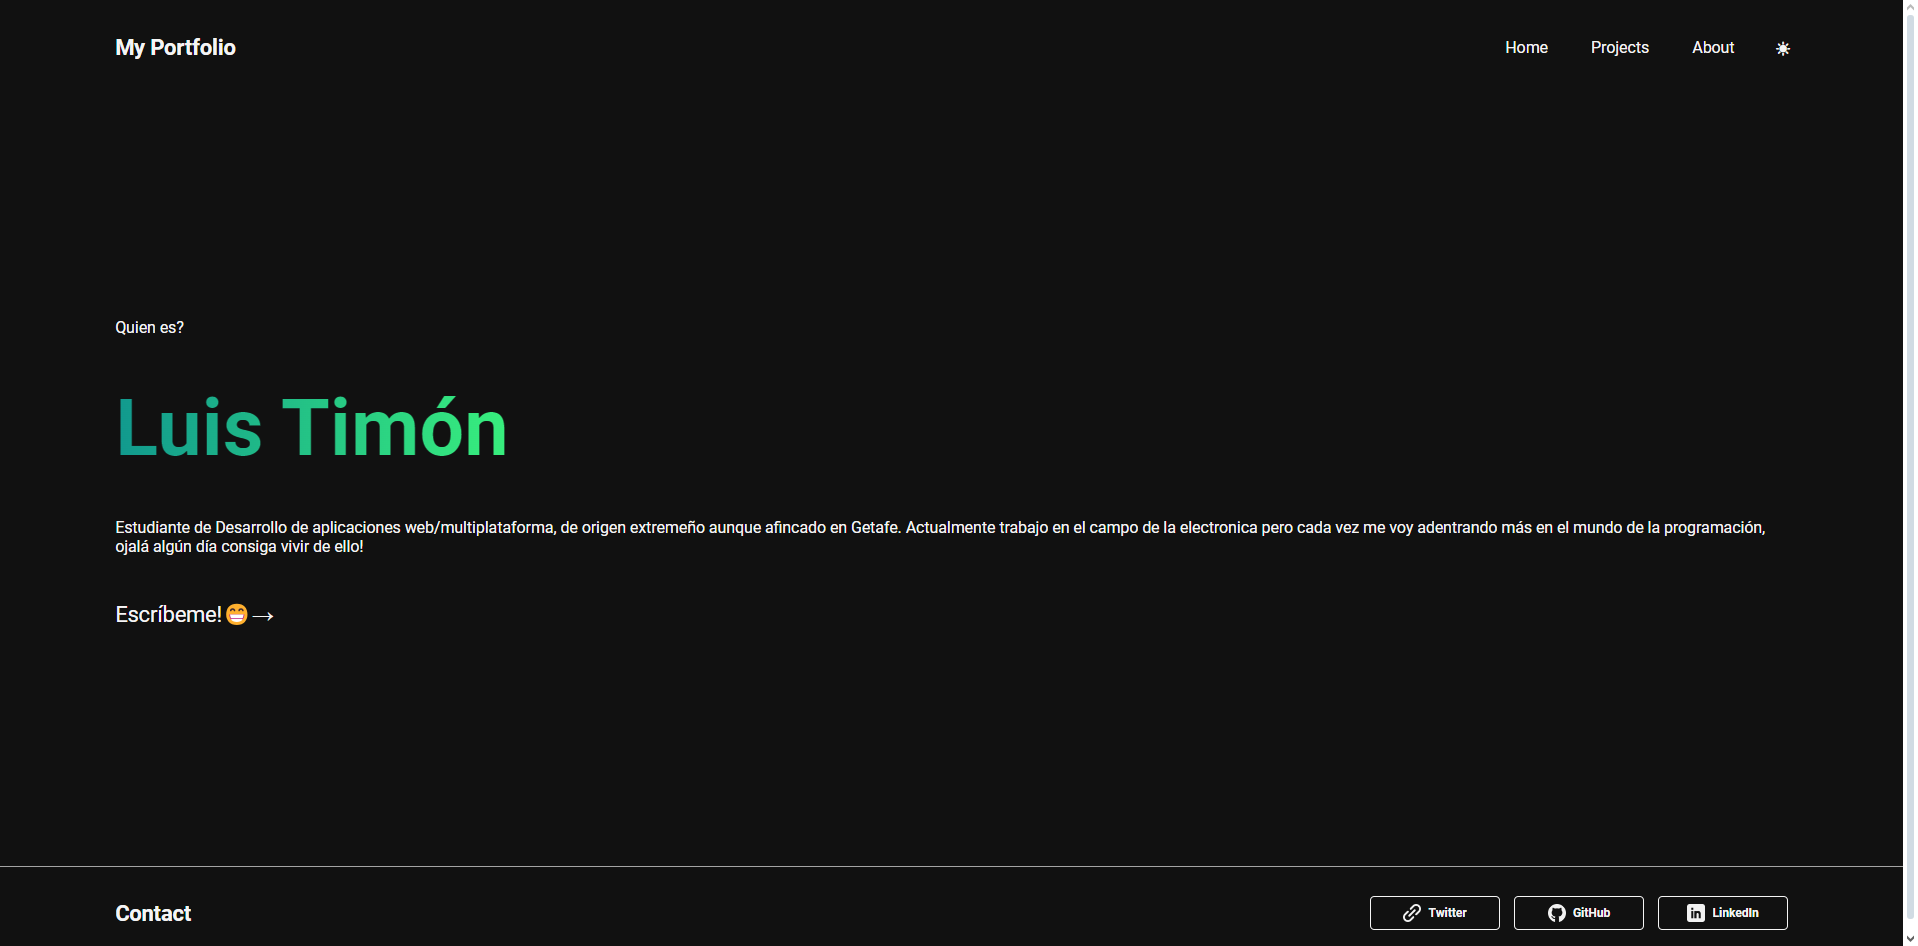 My Portfolio
Home Projects About
Quien es?
Luis Timón
Estudiante de Desarrollo de aplicaciones web/multiplataforma, de origen extremeño aunque afincado en Getafe. Actualmente trabajo en el campo de la electronica pero cada vez me voy adentrando más en el mundo de la programación,
ojalá algún día consiga vivir de ello!
Escríbeme!😁→
Contact
Twitter GitHub LinkedIn